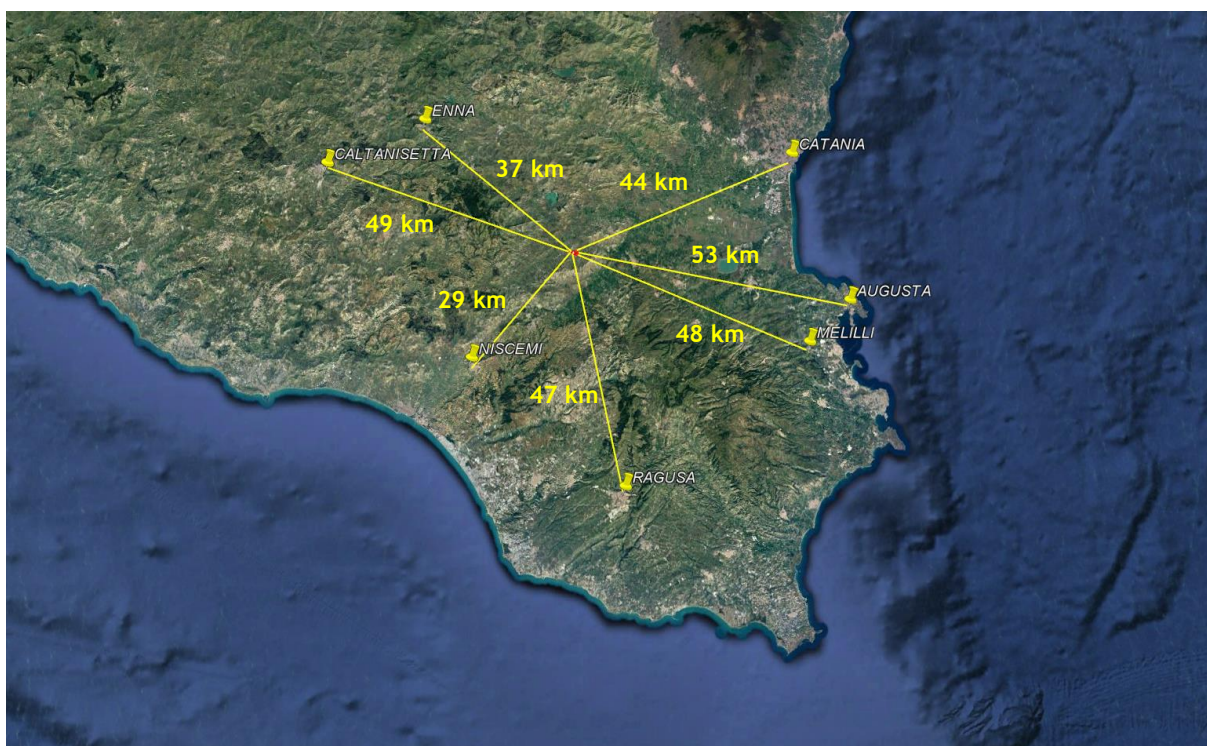 ENNA
CALTANISETTA
CATANIA
37 km
44 km
49 km
53 km
29 km
AUGUSTA
48 km
MELILLI
NISCEMI
47 km
RAGUSA